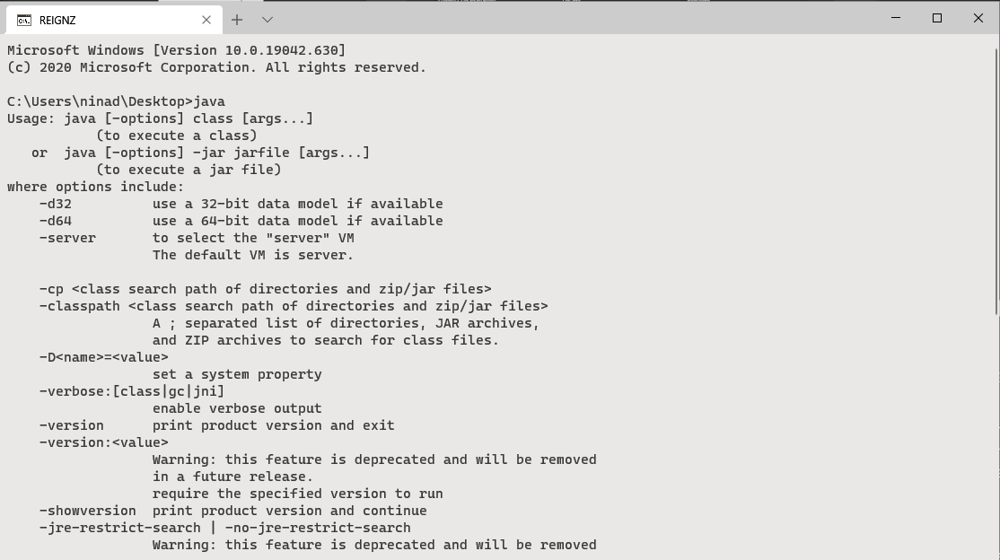 REIGNZ
Microsoft Windows [Version 10.0.19042.630]
(c) 2020 Microsoft Corporation. All rights reserved.
C:\Users\ninad\Desktop>java
Usage: java [-options] class [args...]
           (to execute a class)
   or  java [-options] -jar jarfile [args...]
           (to execute a jar file)
where options include:
    -d32          use a 32-bit data model if available
    -d64          use a 64-bit data model if available
    -server       to select the "server" VM
                  The default VM is server.
    -cp <class search path of directories and zip/jar files>
    -classpath <class search path of directories and zip/jar files>
                  A ; separated list of directories, JAR archives,
                  and ZIP archives to search for class files.
    -D<name>=<value>
                  set a system property
    -verbose:[class|gc|jni]
                  enable verbose output
    -version      print product version and exit
    -version:<value>
                  Warning: this feature is deprecated and will be removed
                  in a future release.
                  require the specified version to run
    -showversion  print product version and continue
    -jre-restrict-search | -no-jre-restrict-search
                  Warning: this feature is deprecated and will be removed